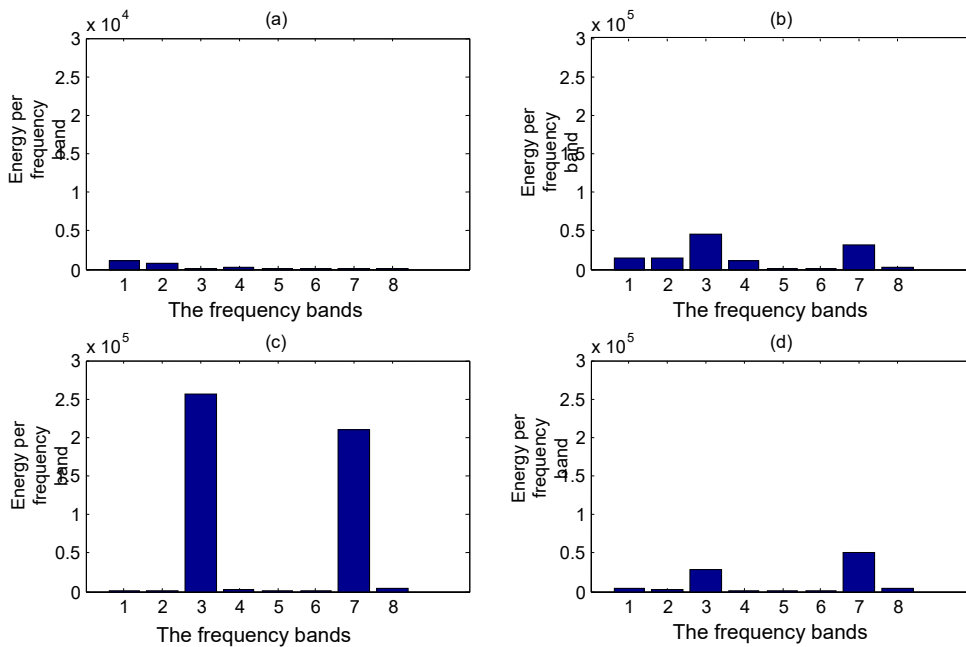 (a)
x 10^4
3
2.5
2
1.5
1
0.5
0
Energy per
frequency
band
1 2 3 4 5 6 7 8
The frequency bands
(b)
x 10^5
3
2.5
2
1.5
1
0.5
0
Energy per
frequency
band
1 2 3 4 5 6 7 8
The frequency bands
(c)
x 10^5
3
2.5
2
1.5
1
0.5
0
Energy per
frequency
band
1 2 3 4 5 6 7 8
The frequency bands
(d)
x 10^5
3
2.5
2
1.5
1
0.5
0
Energy per
frequency
band
1 2 3 4 5 6 7 8
The frequency bands